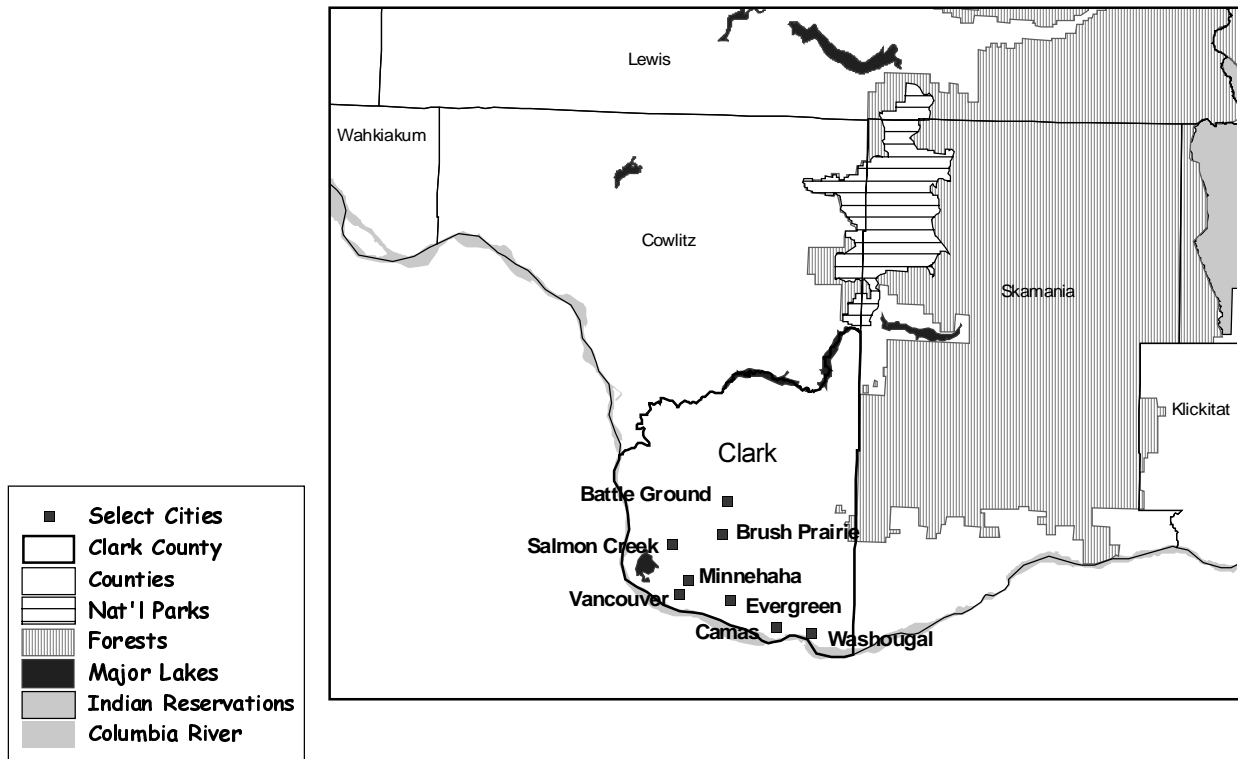 Lewis
Wahkiakum
Cowlitz
Skamania
Klickitat
Clark
Battle Ground
Brush Prairie
Salmon Creek
Minnehaha
Vancouver
Evergreen
Camas
Washougal
Select Cities
Clark County
Counties
Nat'l Parks
Forests
Major Lakes
Indian Reservations
Columbia River